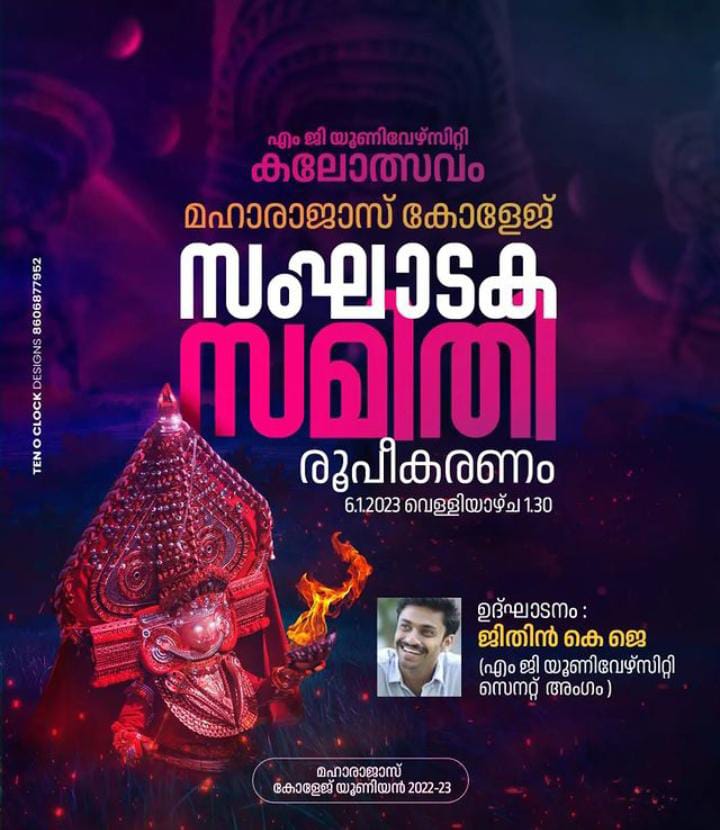 എം ജി യൂണിവേഴ്സിറ്റി
കലോത്സവം
മഹാരാജാസ് കോളേജ്
സംഘാടക
സമിതി
രൂപീകരണം
6.1.2023 വെള്ളിയാഴ്ച 1.30
TEN O CLOCK DESIGNS 8606877952
ഉദ്ഘാടനം :
ജിതിൻ കെ ജെ
(എം ജി യൂണിവേഴ്സിറ്റി
സെനറ്റ് അംഗം )
മഹാരാജാസ്
കോളേജ് യൂണിയൻ 2022-23